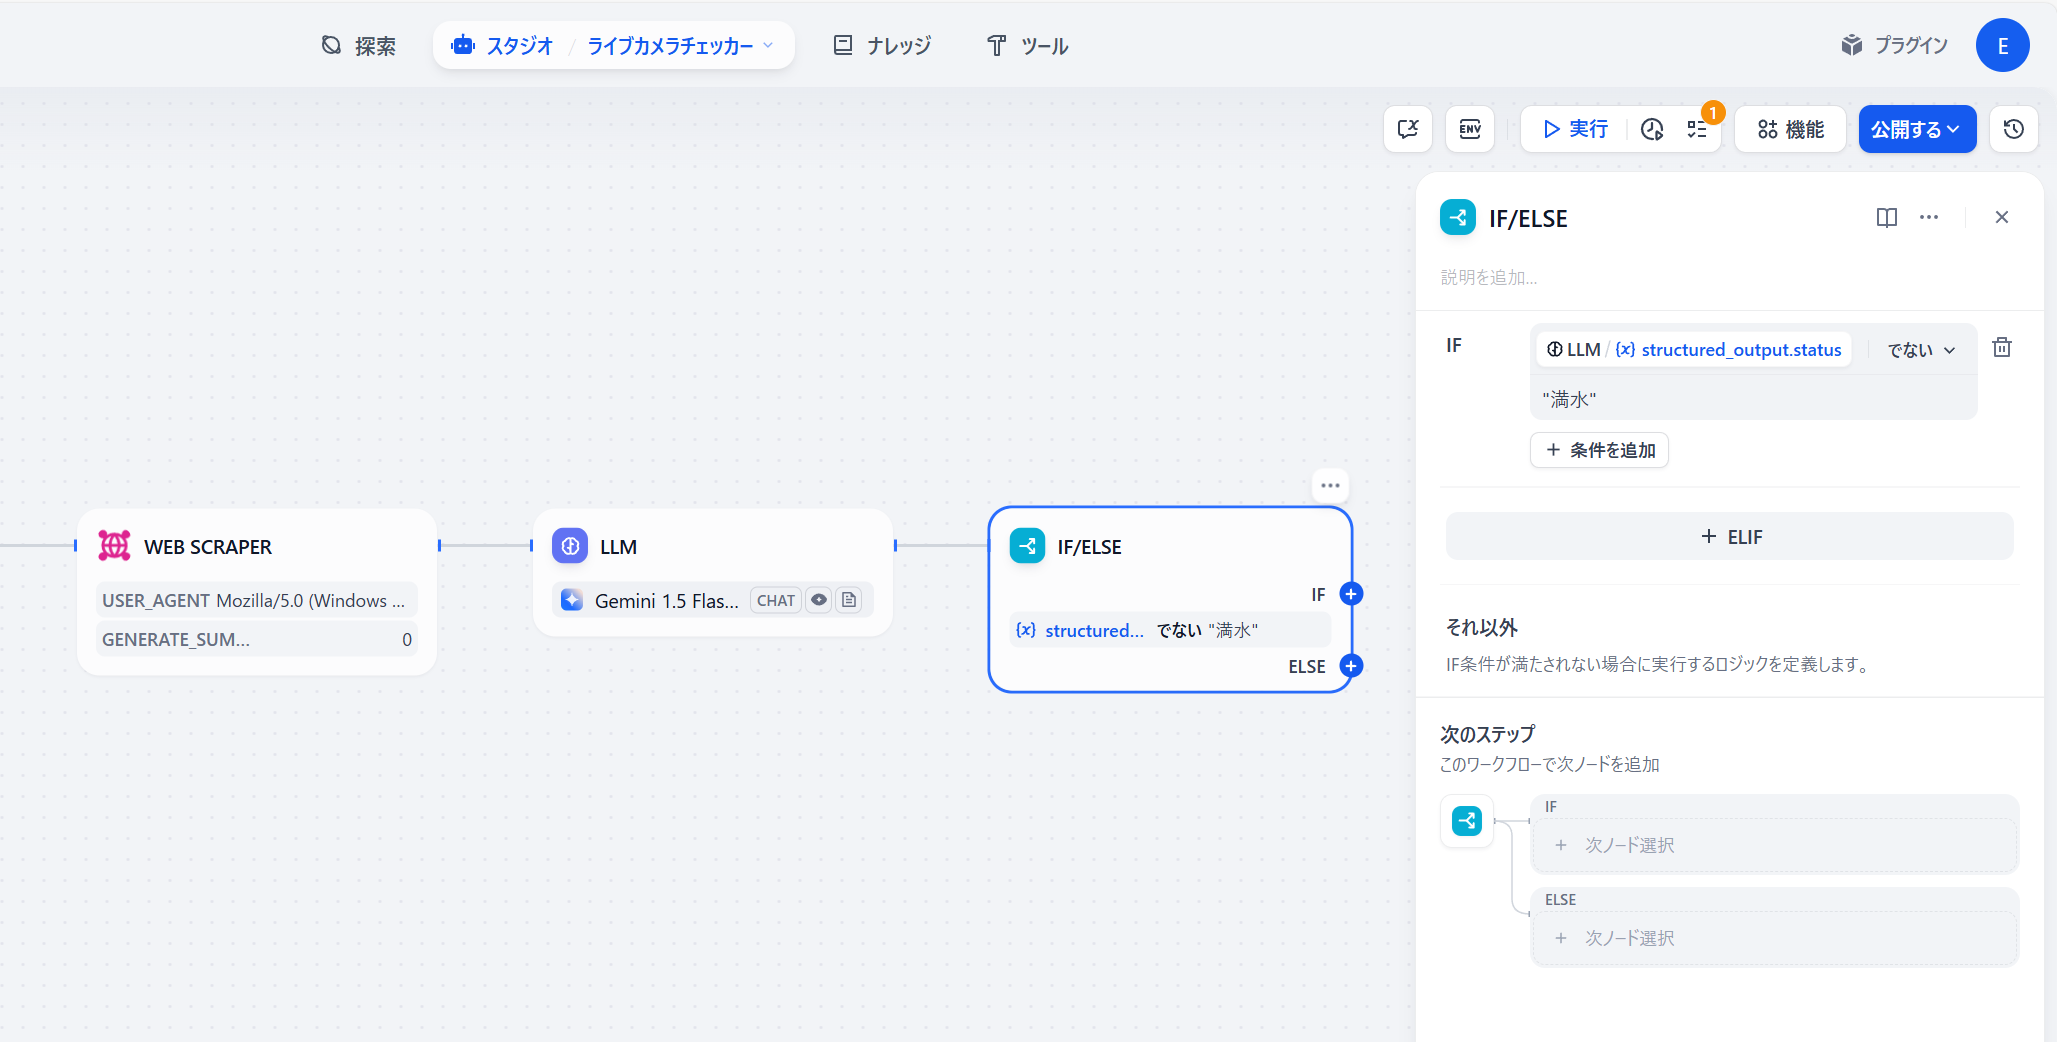 探索
スタジオ / ライブカメラチェッカー
ナレッジ
ツール
プラグイン
E
ENV
実行
1
機能
公開する
IF/ELSE
説明を追加...
IF
LLM / {x} structured_output.status
でない
"満水"
+ 条件を追加
+ ELIF
それ以外
IF条件が満たされない場合に実行するロジックを定義します。
次のステップ
このワークフローで次ノードを追加
IF
+ 次ノード選択
ELSE
+ 次ノード選択
WEB SCRAPER
USER_AGENT Mozilla/5.0 (Windows ...
GENERATE_SUM... 0
LLM
Gemini 1.5 Flas... CHAT
IF/ELSE
IF
{x} structured... でない "満水"
ELSE